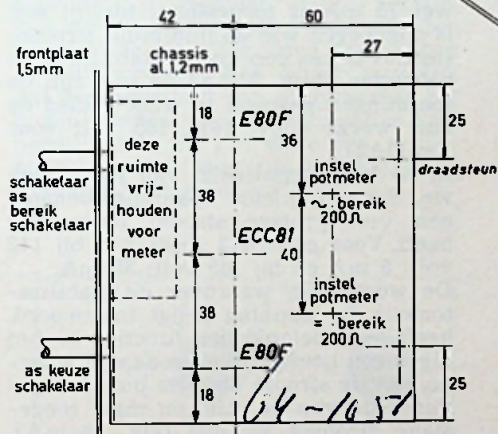 42
60
27
frontplaat
1,5mm
chassis
al. 1,2mm
18
E80F
36
25
deze
ruimte
vrij-
houden
voor
meter
draadsteun
instel
potmeter
~ bereik
200Ω
schakelaar
as
bereik
schakelaar
38
ECC81
40
instel
potmeter
= bereik
200Ω
38
as keuze
schakelaar
E80F
18
25
64-1651